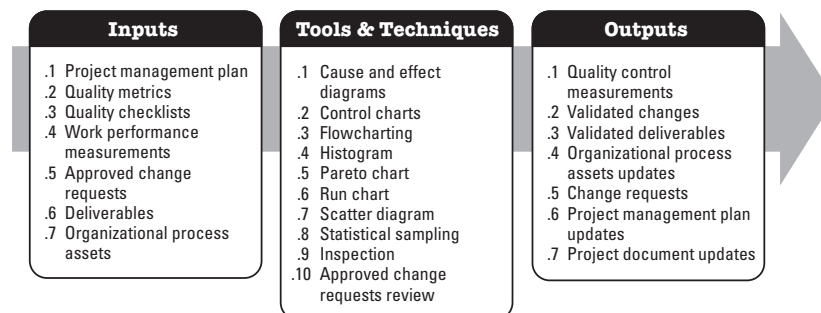 Inputs
.1 Project management plan
.2 Quality metrics
.3 Quality checklists
.4 Work performance
measurements
.5 Approved change
requests
.6 Deliverables
.7 Organizational process
assets
Tools & Techniques
.1 Cause and effect
diagrams
.2 Control charts
.3 Flowcharting
.4 Histogram
.5 Pareto chart
.6 Run chart
.7 Scatter diagram
.8 Statistical sampling
.9 Inspection
.10 Approved change
requests review
Outputs
.1 Quality control
measurements
.2 Validated changes
.3 Validated deliverables
.4 Organizational process
assets updates
.5 Change requests
.6 Project management plan
updates
.7 Project document updates